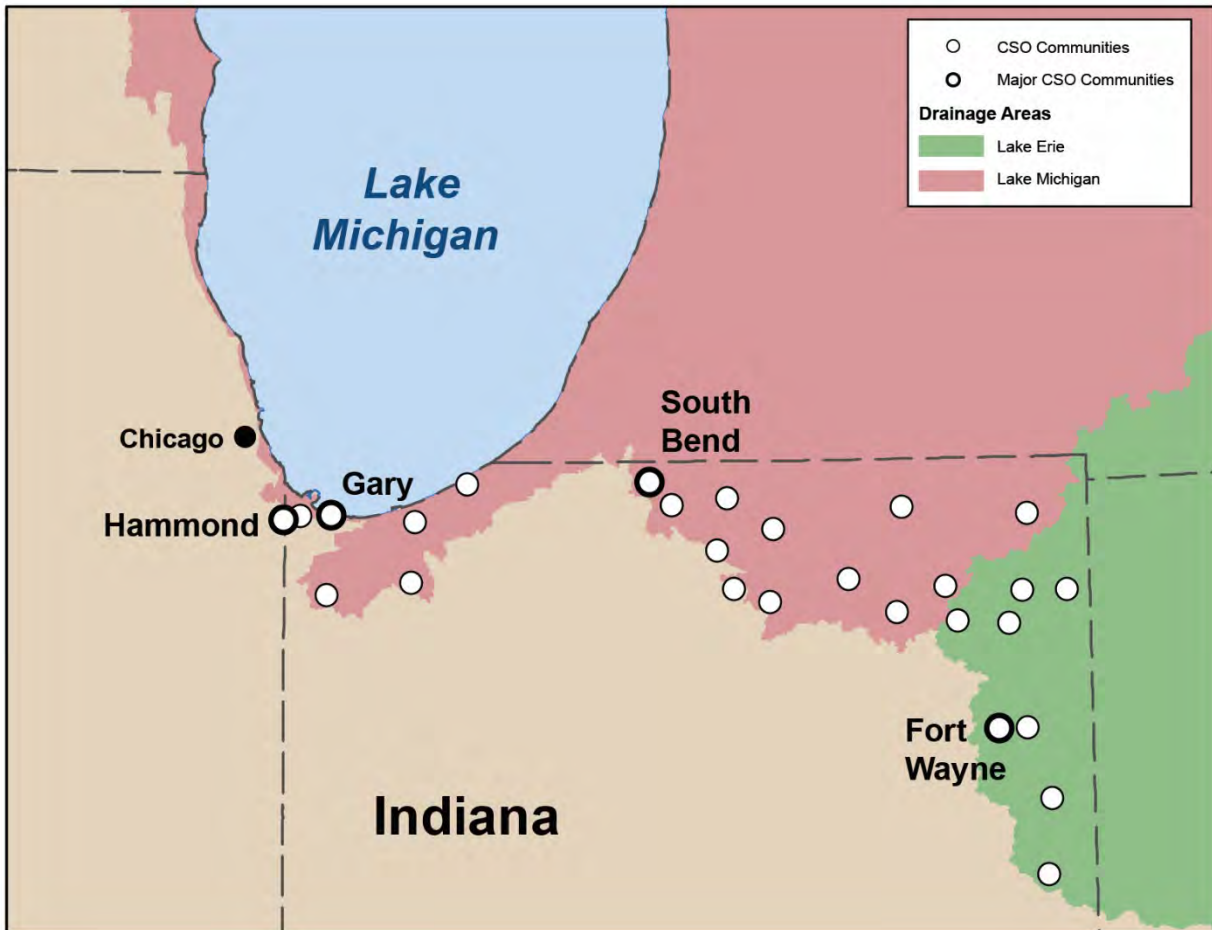 CSO Communities
Major CSO Communities
Drainage Areas
Lake Erie
Lake Michigan
Lake
Michigan
South
Bend
Chicago
Gary
Hammond
Fort
Wayne
Indiana